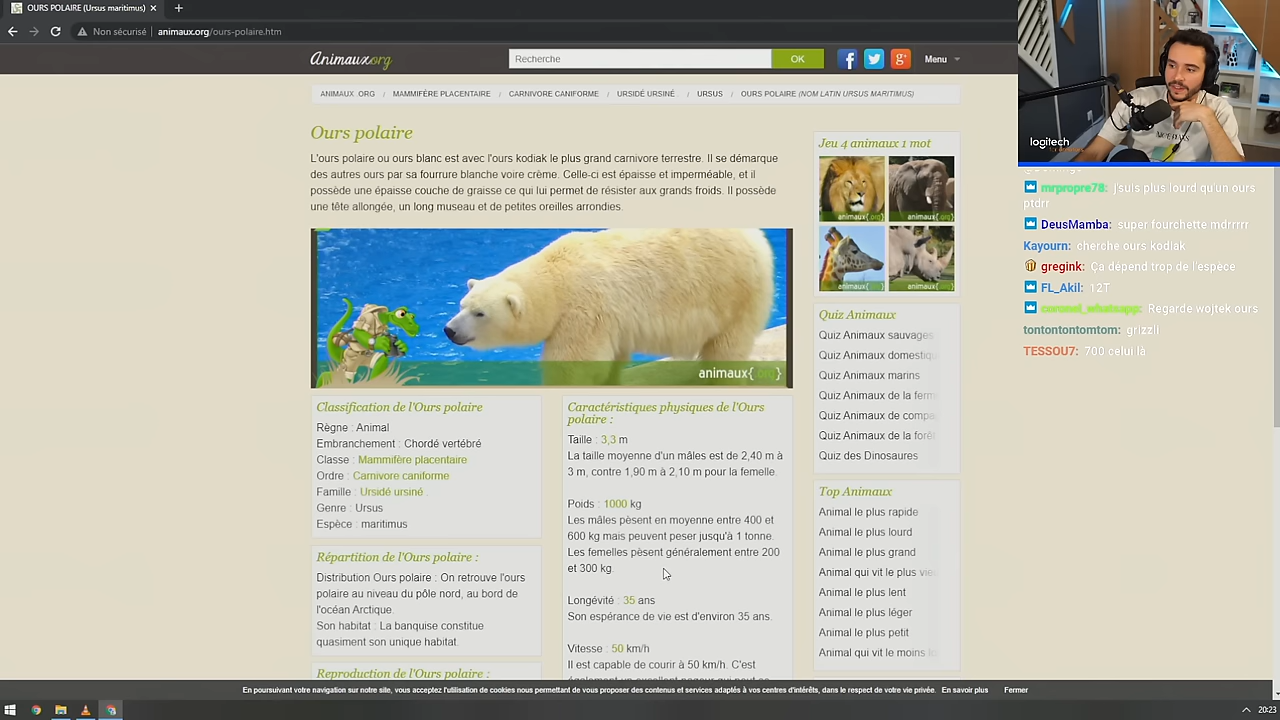 OURS POLAIRE (Ursus maritimus)
Non sécurisé
animaux.org/ours-polaire.htm
Animaux.org
Recherche
OK
Menu
ANIMAUX .ORG / MAMMIFÈRE PLACENTAIRE / CARNIVORE CANIFORME / URSIDÉ URSINÉ . / URSUS / OURS POLAIRE (NOM LATIN URSUS MARITIMUS)
Ours polaire
L'ours polaire ou ours blanc est avec l'ours kodiak le plus grand carnivore terrestre. Il se démarque
des autres ours par sa fourrure blanche voire crème. Celle-ci est épaisse et imperméable, et il
possède une épaisse couche de graisse ce qui lui permet de résister aux grands froids. Il possède
une tête allongée, un long museau et de petites oreilles arrondies.
animaux{.org}
Classification de l'Ours polaire
Règne : Animal
Embranchement : Chordé vertébré
Classe : Mammifère placentaire
Ordre : Carnivore caniforme
Famille : Ursidé ursiné .
Genre : Ursus
Espèce : maritimus
Répartition de l'Ours polaire :
Distribution Ours polaire : On retrouve l'ours
polaire au niveau du pôle nord, au bord de
l'océan Arctique.
Son habitat : La banquise constitue
quasiment son unique habitat.
Reproduction de l'Ours polaire :
Caractéristiques physiques de l'Ours
polaire :
Taille : 3,3 m
La taille moyenne d'un mâles est de 2,40 m à
3 m, contre 1,90 m à 2,10 m pour la femelle.
Poids : 1000 kg
Les mâles pèsent en moyenne entre 400 et
600 kg mais peuvent peser jusqu'à 1 tonne.
Les femelles pèsent généralement entre 200
et 300 kg.
Longévité : 35 ans
Son espérance de vie est d'environ 35 ans.
Vitesse : 50 km/h
Il est capable de courir à 50 km/h. C'est
Jeu 4 animaux 1 mot
animaux{.org}
animaux{.org}
animaux{.org}
animaux{.org}
Quiz Animaux
Quiz Animaux sauvages
Quiz Animaux domestiqu
Quiz Animaux marins
Quiz Animaux de la ferm
Quiz Animaux de compa
Quiz Animaux de la forê
Quiz des Dinosaures
Top Animaux
Animal le plus rapide
Animal le plus lourd
Animal le plus grand
Animal qui vit le plus vie
Animal le plus lent
Animal le plus léger
Animal le plus petit
Animal qui vit le moins lo
logitech
mrpropre78: j'suis plus lourd qu'un ours
ptdrr
DeusMamba: super fourchette mdrrrrr
Kayourn: cherche ours kodiak
gregink: Ça dépend trop de l'espèce
FL_Akil: 12T
Regarde wojtek ours
tontontontomtom: grizzli
TESSOU7: 700 celui là
En poursuivant votre navigation sur notre site, vous acceptez l'utilisation de cookies nous permettant de vous proposer des contenus et services adaptés à vos centres d'intérêts, dans le respect de votre vie privée. En savoir plus Fermer
20:23